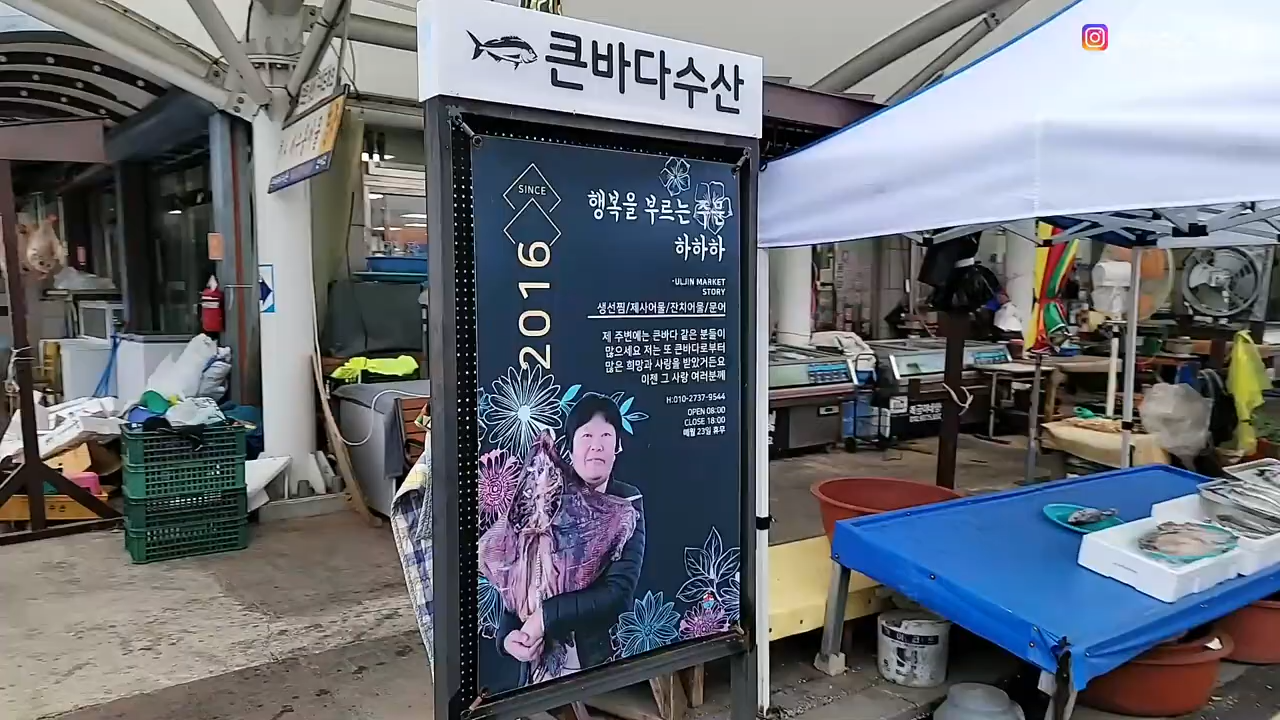 큰바다수산
SINCE
2016
행복을 부르는 주문
하하하
-ULJIN MARKET
STORY
생선찜/제사어물/잔치어물/문어
제 주변에는 큰바다 같은 분들이
많으세요 저는 또 큰바다로부터
많은 희망과 사랑을 받았거든요
이젠 그 사랑 여러분께
H:010-2737-9544
OPEN 08:00
CLOSE 18:00
매월 23일 휴무